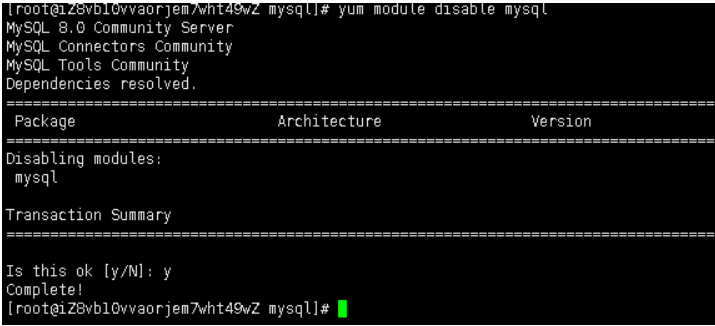 [root@iZ8vbl0vvaorjem7wht49wZ mysql]# yum module disable mysql
MySQL 8.0 Community Server
MySQL Connectors Community
MySQL Tools Community
Dependencies resolved.
================================================================================
Package Architecture Version
================================================================================
Disabling modules:
mysql
Transaction Summary
================================================================================
Is this ok [y/N]: y
Complete!
[root@iZ8vbl0vvaorjem7wht49wZ mysql]#